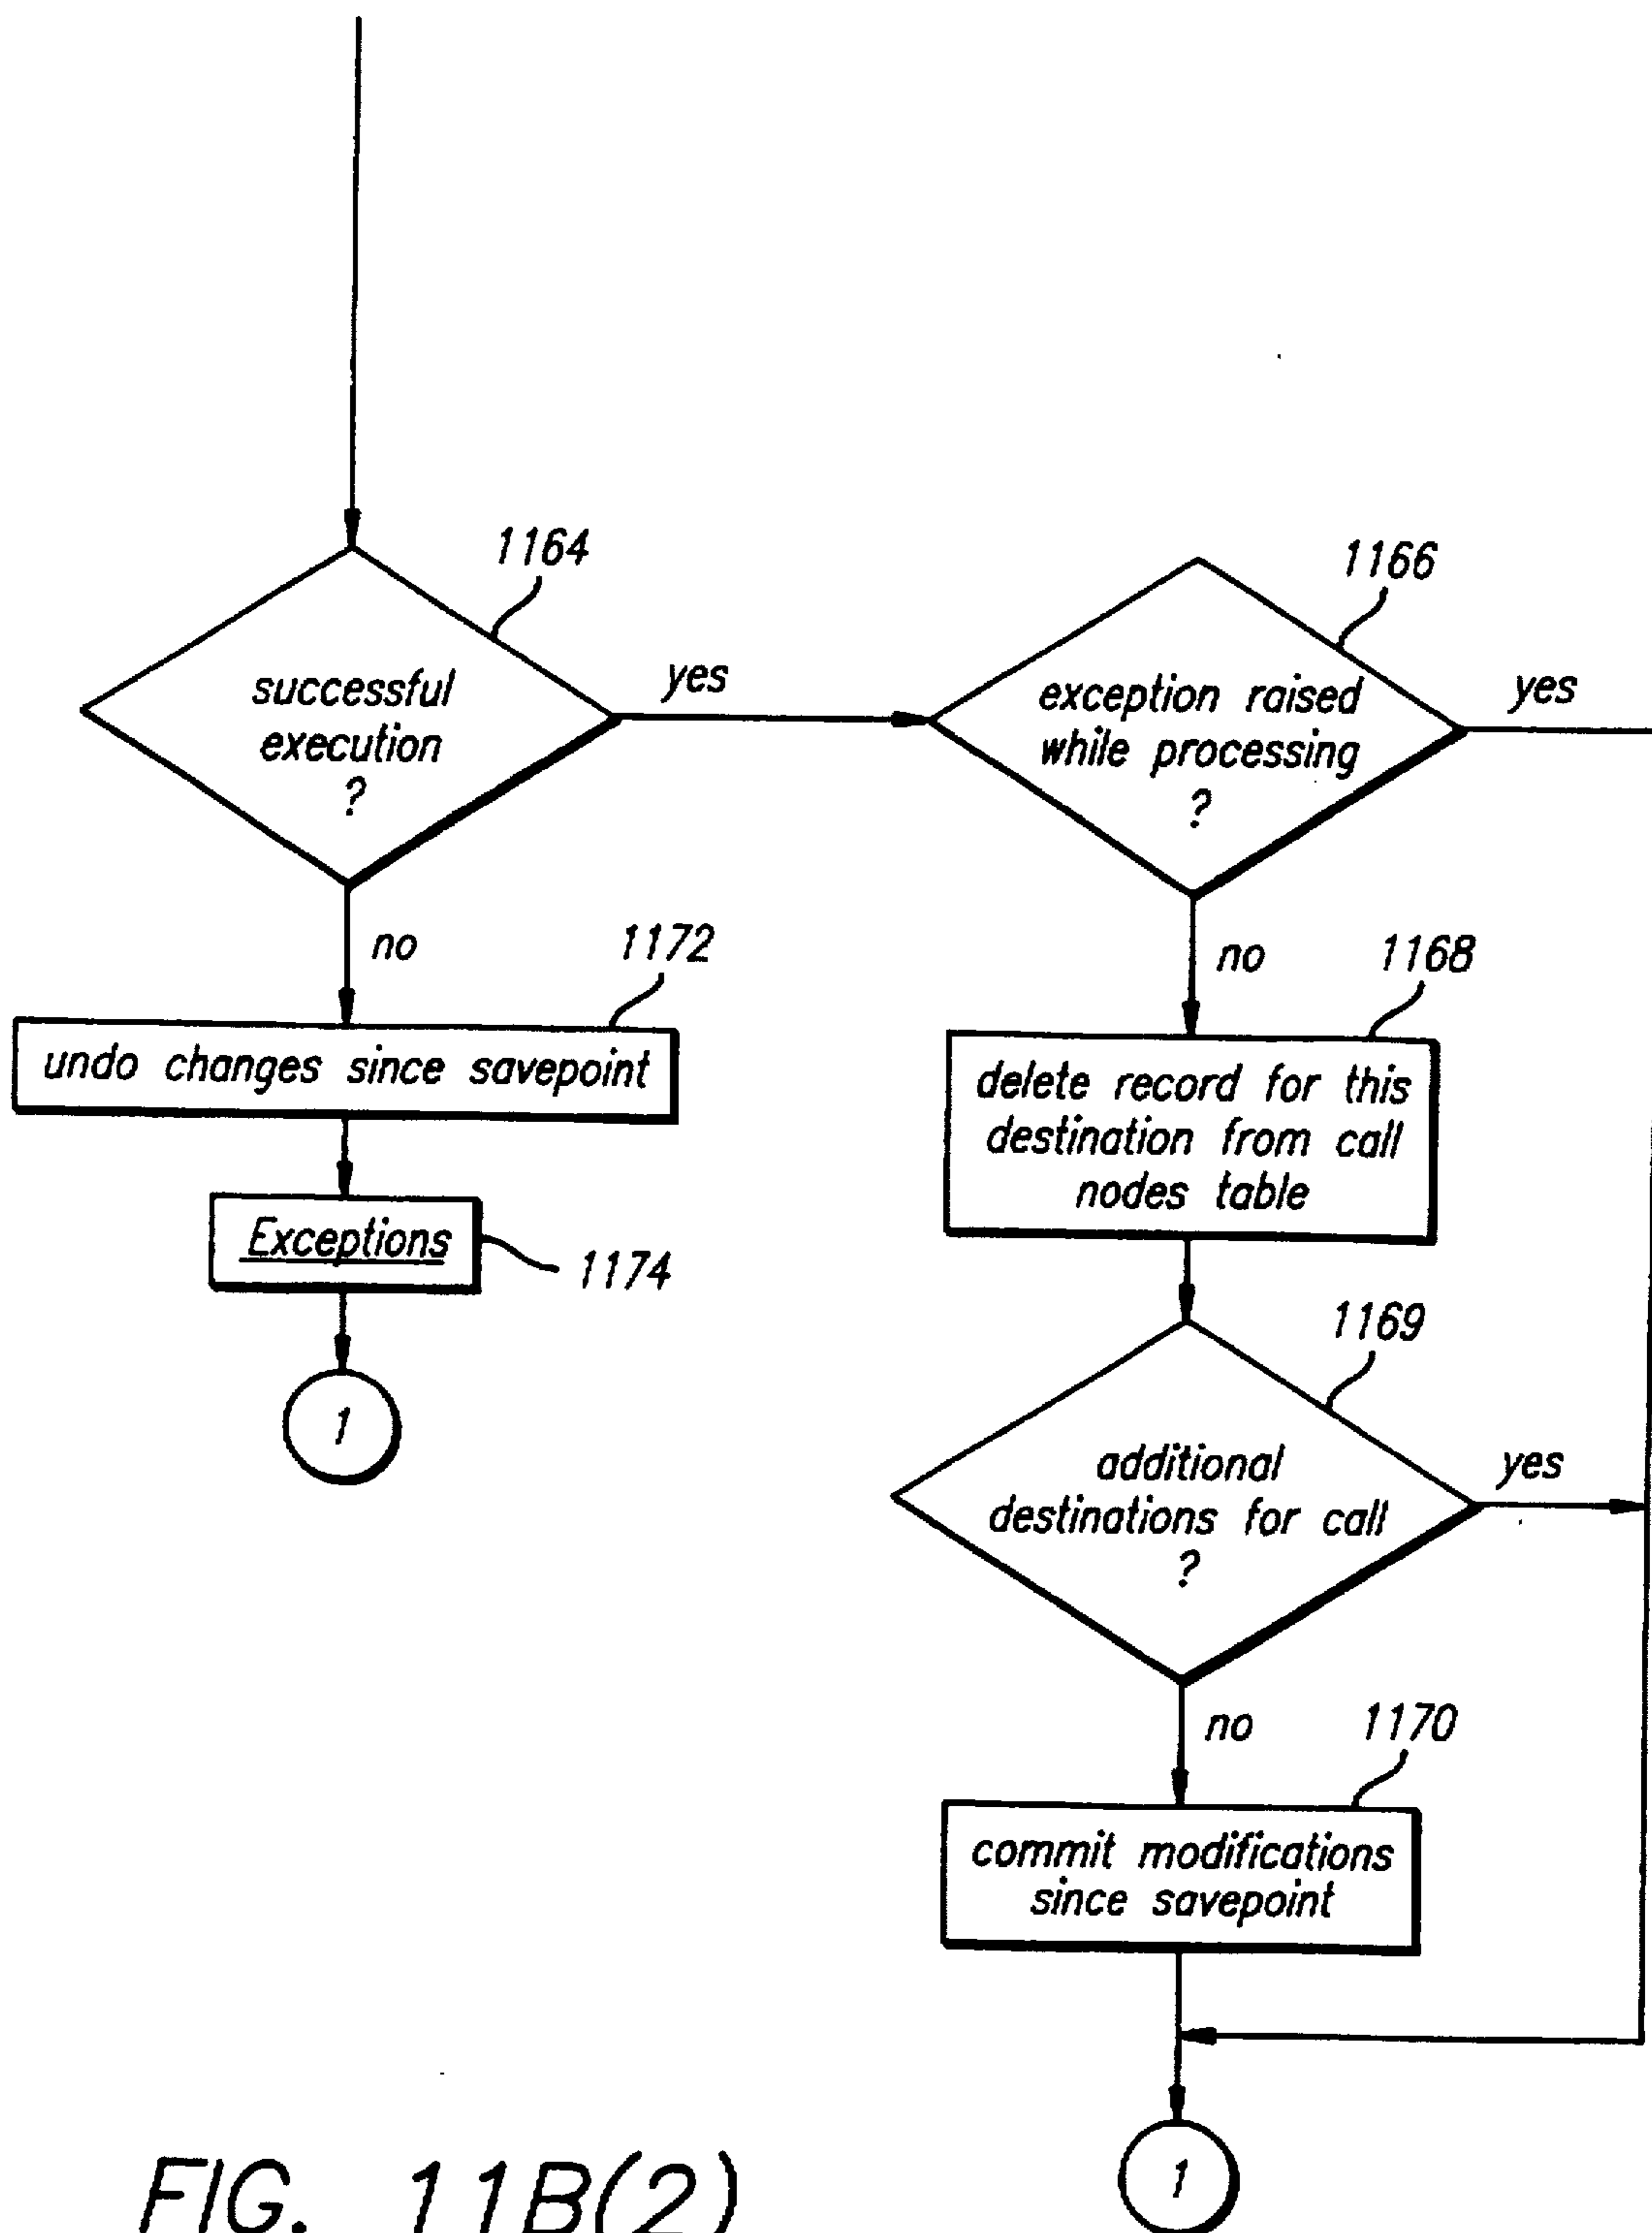 1164
successful
execution
?
yes
1166
exception raised
while processing
?
yes
no
1172
undo changes since savepoint
Exceptions
1174
1
no
1168
delete record for this
destination from call
nodes table
1169
additional
destinations for call
?
yes
no
1170
commit modifications
since savepoint
1
FIG. 11B(2)